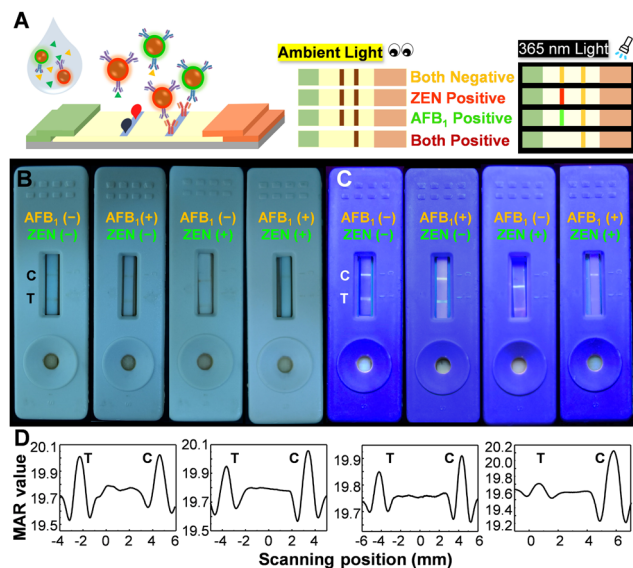 A
Ambient Light
365 nm Light
Both Negative
ZEN Positive
AFB₁ Positive
Both Positive
B
C
AFB₁ (−)
ZEN (−)
AFB₁(+)
ZEN (−)
AFB₁ (−)
ZEN (+)
AFB₁ (+)
ZEN (+)
AFB₁ (−)
ZEN (−)
AFB₁(+)
ZEN (−)
AFB₁ (−)
ZEN (+)
AFB₁ (+)
ZEN (+)
C
T
C
T
D
MAR value
20.1
19.9
19.7
19.5
T
C
-4 -2 0 2 4 6
20.1
19.9
19.7
19.5
T
C
-4 -2 0 2 4
19.9
19.8
19.7
T
C
-4 -2 0 2 4
20.2
20.0
19.8
19.6
19.4
19.2
T
C
0 2 4 6
Scanning position (mm)